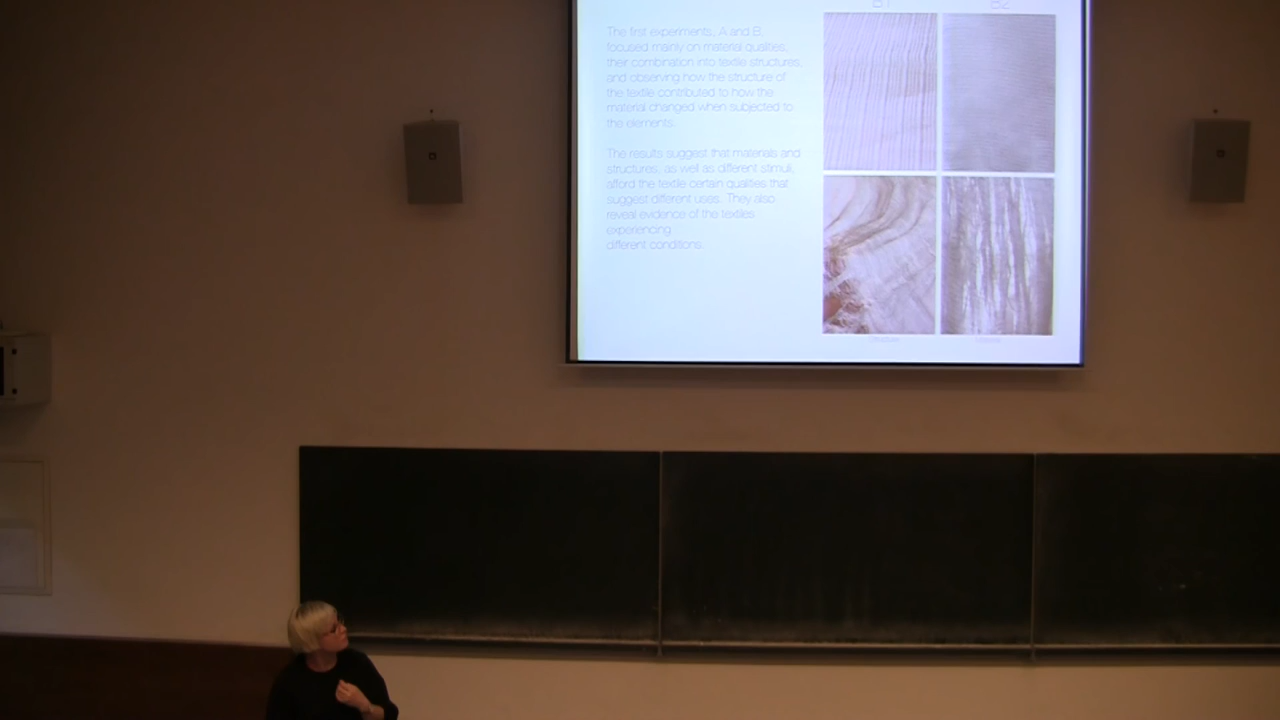 B1 B2
The first experiments, A and B,
focused mainly on material qualities,
their combination into textile structures,
and observing how the structure of
the textile contributed to how the
material changed when subjected to
the elements.
The results suggest that materials and
structures, as well as different stimuli,
afford the textile certain qualities that
suggest different uses. They also
reveal evidence of the textiles
experiencing
different conditions.